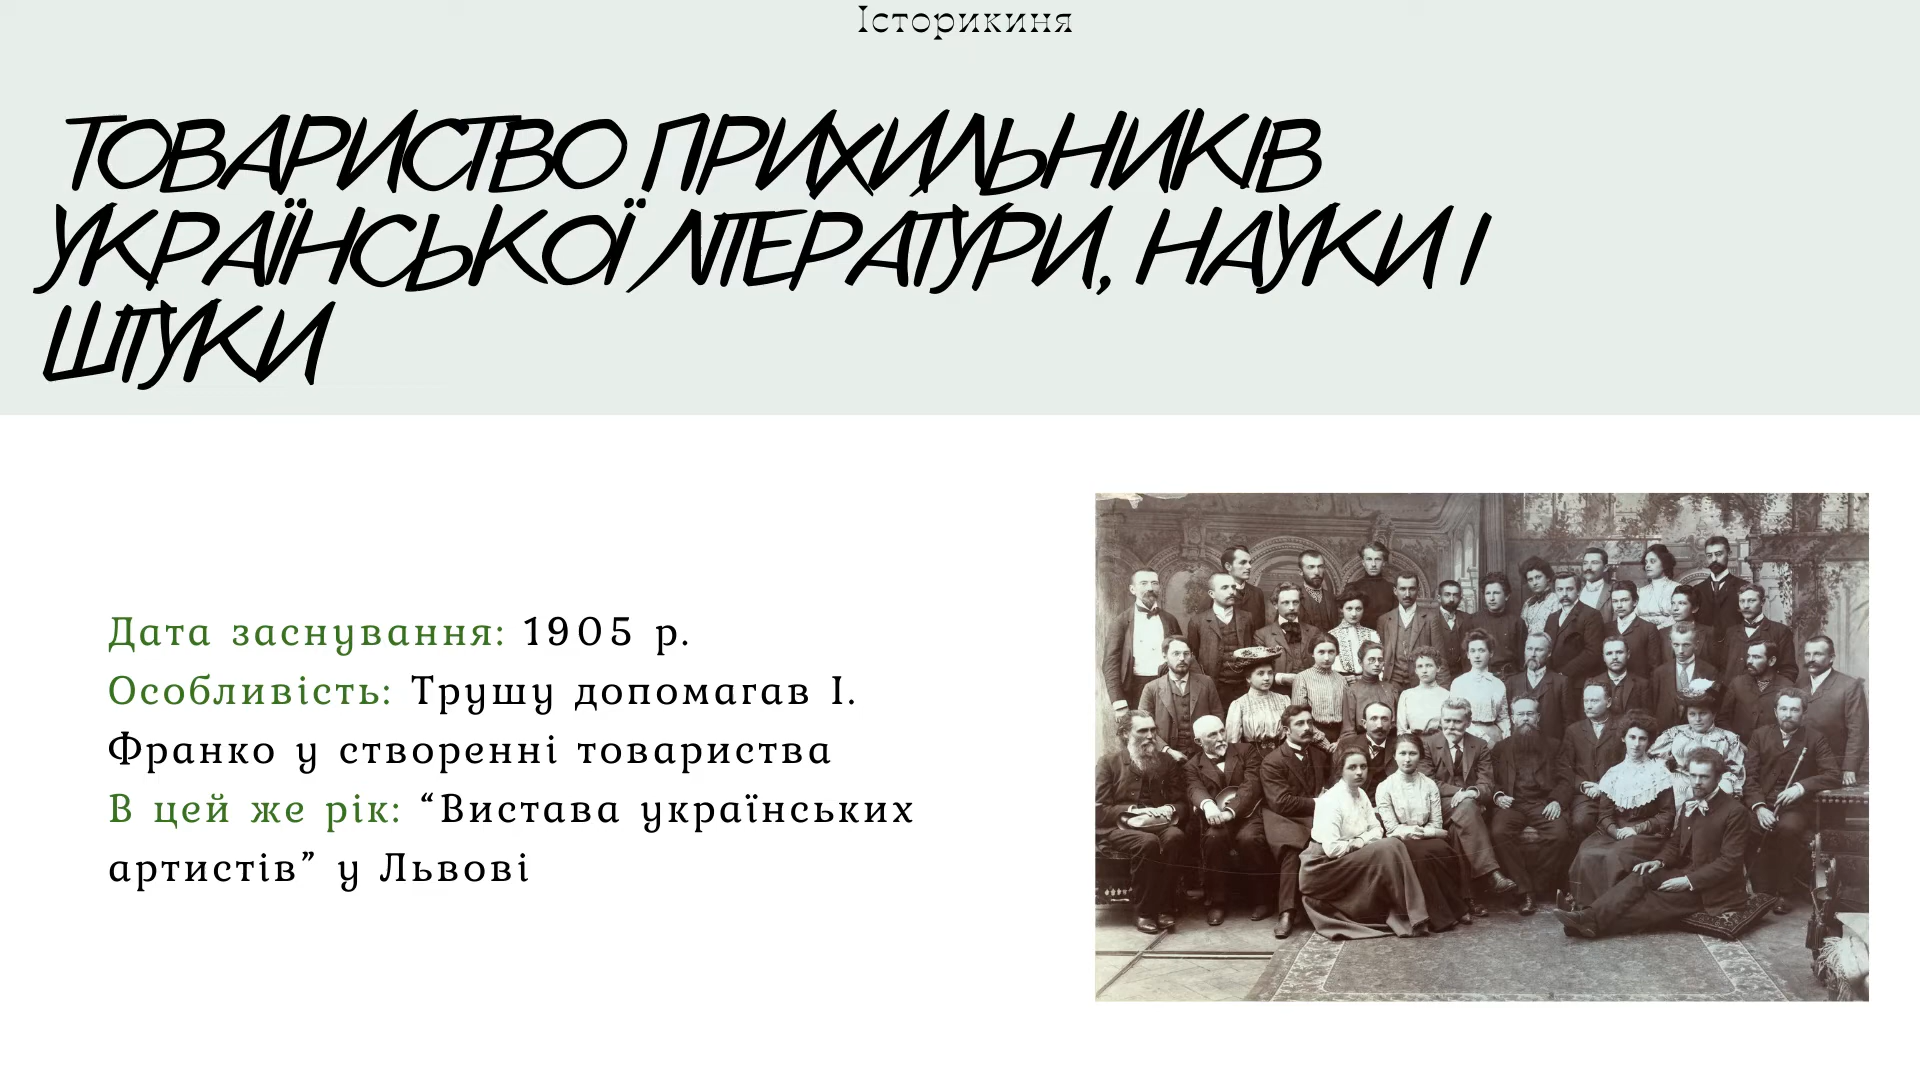 Історикиня
ТОВАРИСТВО ПРИХИЛЬНИКІВ
УКРАЇНСЬКОЇ ЛІТЕРАТУРИ, НАУКИ І
ШТУКИ
Дата заснування: 1905 р.
Особливість: Трушу допомагав І.
Франко у створенні товариства
В цей же рік: “Вистава українських
артистів” у Львові